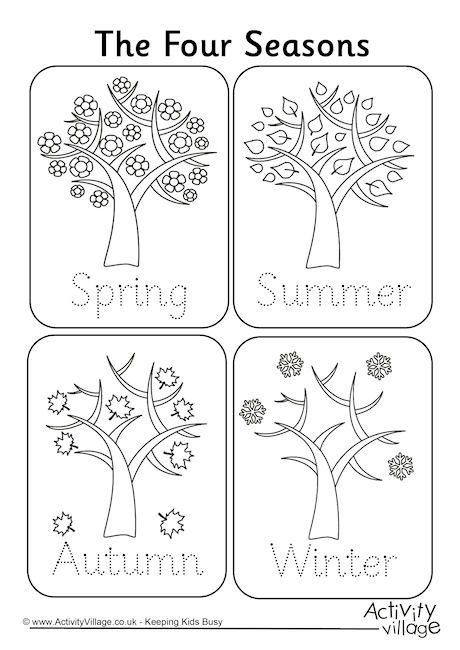 The Four Seasons
Spring
Summer
Autumn
Winter
© www.ActivityVillage.co.uk - Keeping Kids Busy
Activity
village